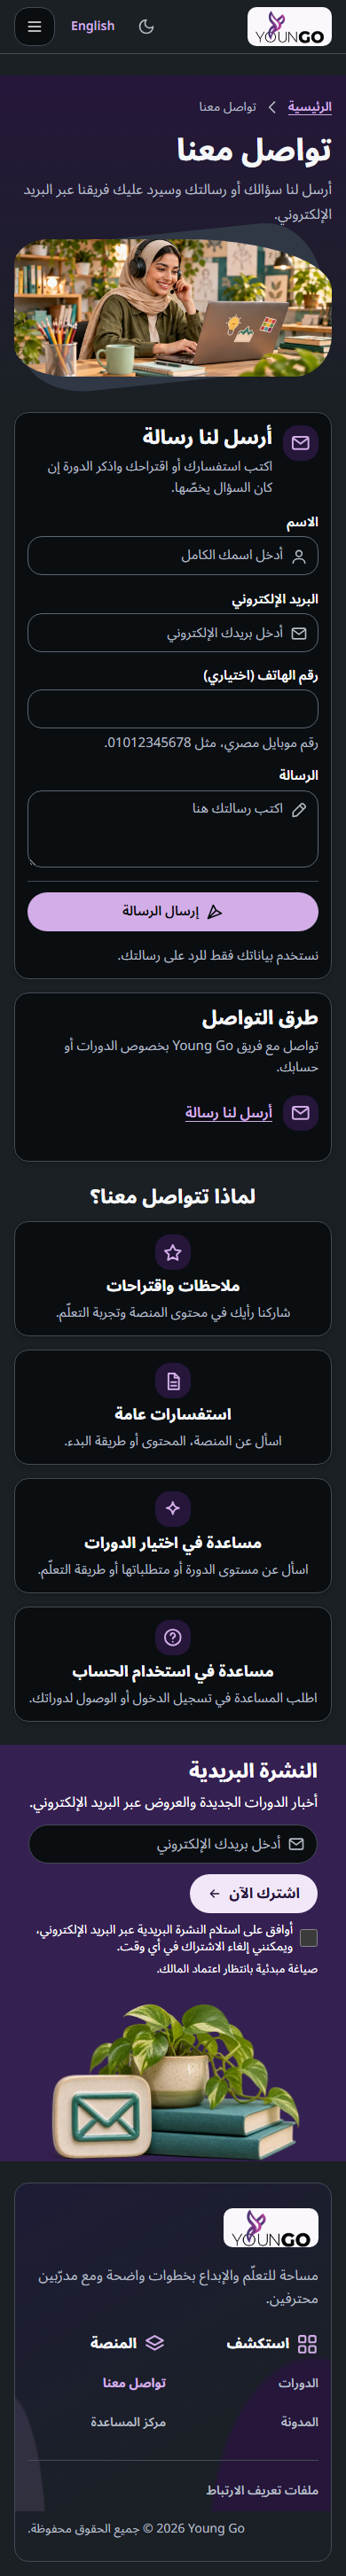 YOUNGO
English
الرئيسية
تواصل معنا
تواصل معنا
أرسل لنا سؤالك أو رسالتك وسيرد عليك فريقنا عبر البريد
الإلكتروني.
أرسل لنا رسالة
اكتب استفسارك أو اقتراحك واذكر الدورة إن
كان السؤال يخصّها.
الاسم
أدخل اسمك الكامل
البريد الإلكتروني
أدخل بريدك الإلكتروني
رقم الهاتف (اختياري)
رقم موبايل مصري، مثل 01012345678.
الرسالة
اكتب رسالتك هنا
إرسال الرسالة
نستخدم بياناتك فقط للرد على رسالتك.
طرق التواصل
تواصل مع فريق Young Go بخصوص الدورات أو
حسابك.
أرسل لنا رسالة
لماذا تتواصل معنا؟
ملاحظات واقتراحات
شاركنا رأيك في محتوى المنصة وتجربة التعلّم.
استفسارات عامة
اسأل عن المنصة، المحتوى أو طريقة البدء.
مساعدة في اختيار الدورات
اسأل عن مستوى الدورة أو متطلباتها أو طريقة التعلّم.
مساعدة في استخدام الحساب
اطلب المساعدة في تسجيل الدخول أو الوصول لدوراتك.
النشرة البريدية
أخبار الدورات الجديدة والعروض عبر البريد الإلكتروني.
أدخل بريدك الإلكتروني
اشترك الآن
أوافق على استلام النشرة البريدية عبر البريد الإلكتروني،
ويمكنني إلغاء الاشتراك في أي وقت.
صياغة مبدئية بانتظار اعتماد المالك.
YOUNGO
مساحة للتعلّم والإبداع بخطوات واضحة ومع مدرّبين
محترفين.
استكشف
الدورات
المدونة
المنصة
تواصل معنا
مركز المساعدة
ملفات تعريف الارتباط
Young Go 2026 © جميع الحقوق محفوظة.